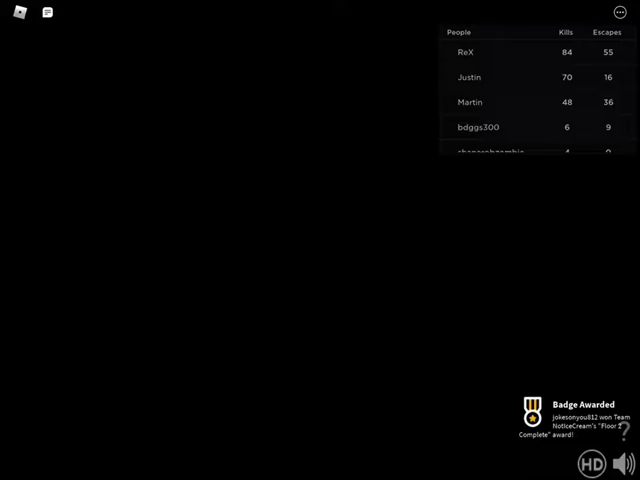 People Kills Escapes
ReX 84 55
Justin 70 16
Martin 48 36
bdggs300 6 9
Badge Awarded
jokesonyou812 won Team
NotIceCream's "Floor 2
Complete" award!
?
HD